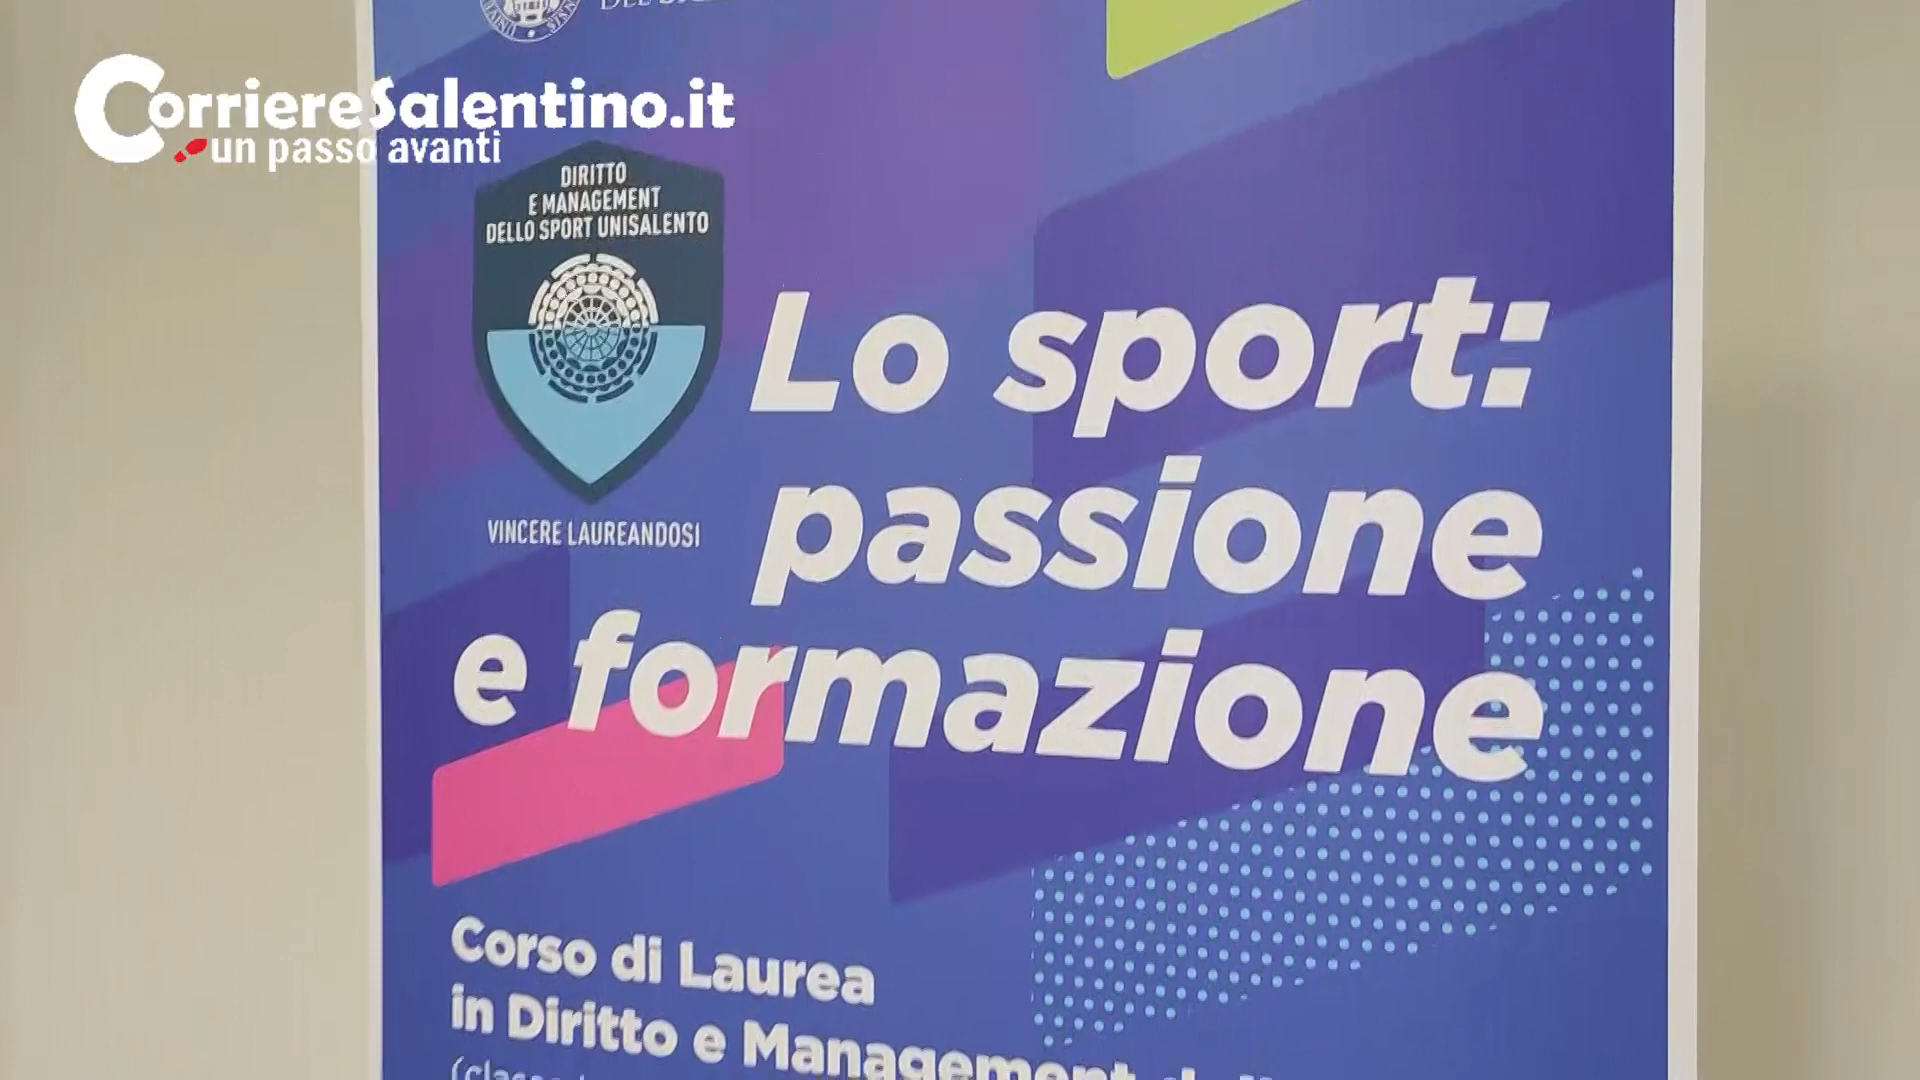 CorriereSalentino.it
un passo avanti
DIRITTO
E MANAGEMENT
DELLO SPORT UNISALENTO
VINCERE LAUREANDOSI
Lo sport:
passione
e formazione
Corso di Laurea
in Diritto e Management